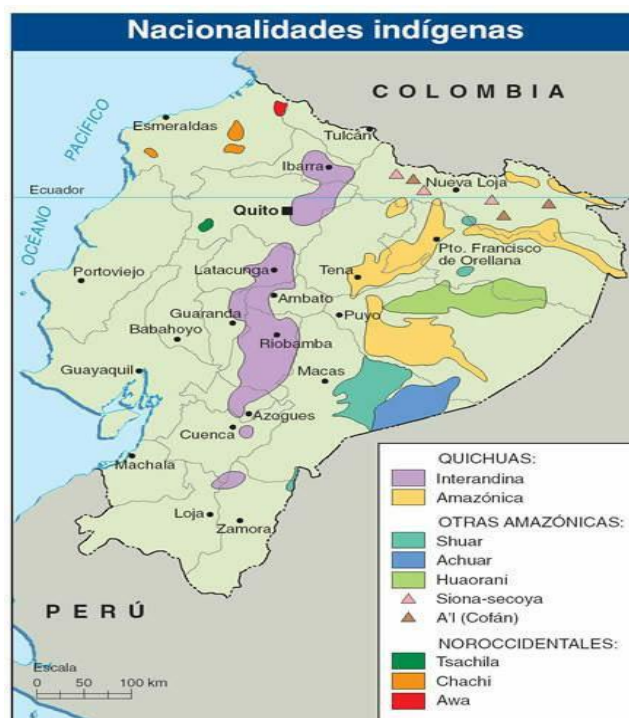 Nacionalidades indígenas
COLOMBIA
OCÉANO PACÍFICO
Esmeraldas
Tulcán
Ibarra
Nueva Loja
Ecuador
Quito
Pto. Francisco
de Orellana
Portoviejo
Latacunga
Tena
Ambato
Guaranda
Puyo
Babahoyo
Riobamba
Guayaquil
Macas
Azogues
Cuenca
Machala
Loja
Zamora
PERÚ
Escala
0 50 100 km
QUICHUAS:
Interandina
Amazónica
OTRAS AMAZÓNICAS:
Shuar
Achuar
Huaorani
Siona-secoya
A'I (Cofán)
NOROCCIDENTALES:
Tsachila
Chachi
Awa